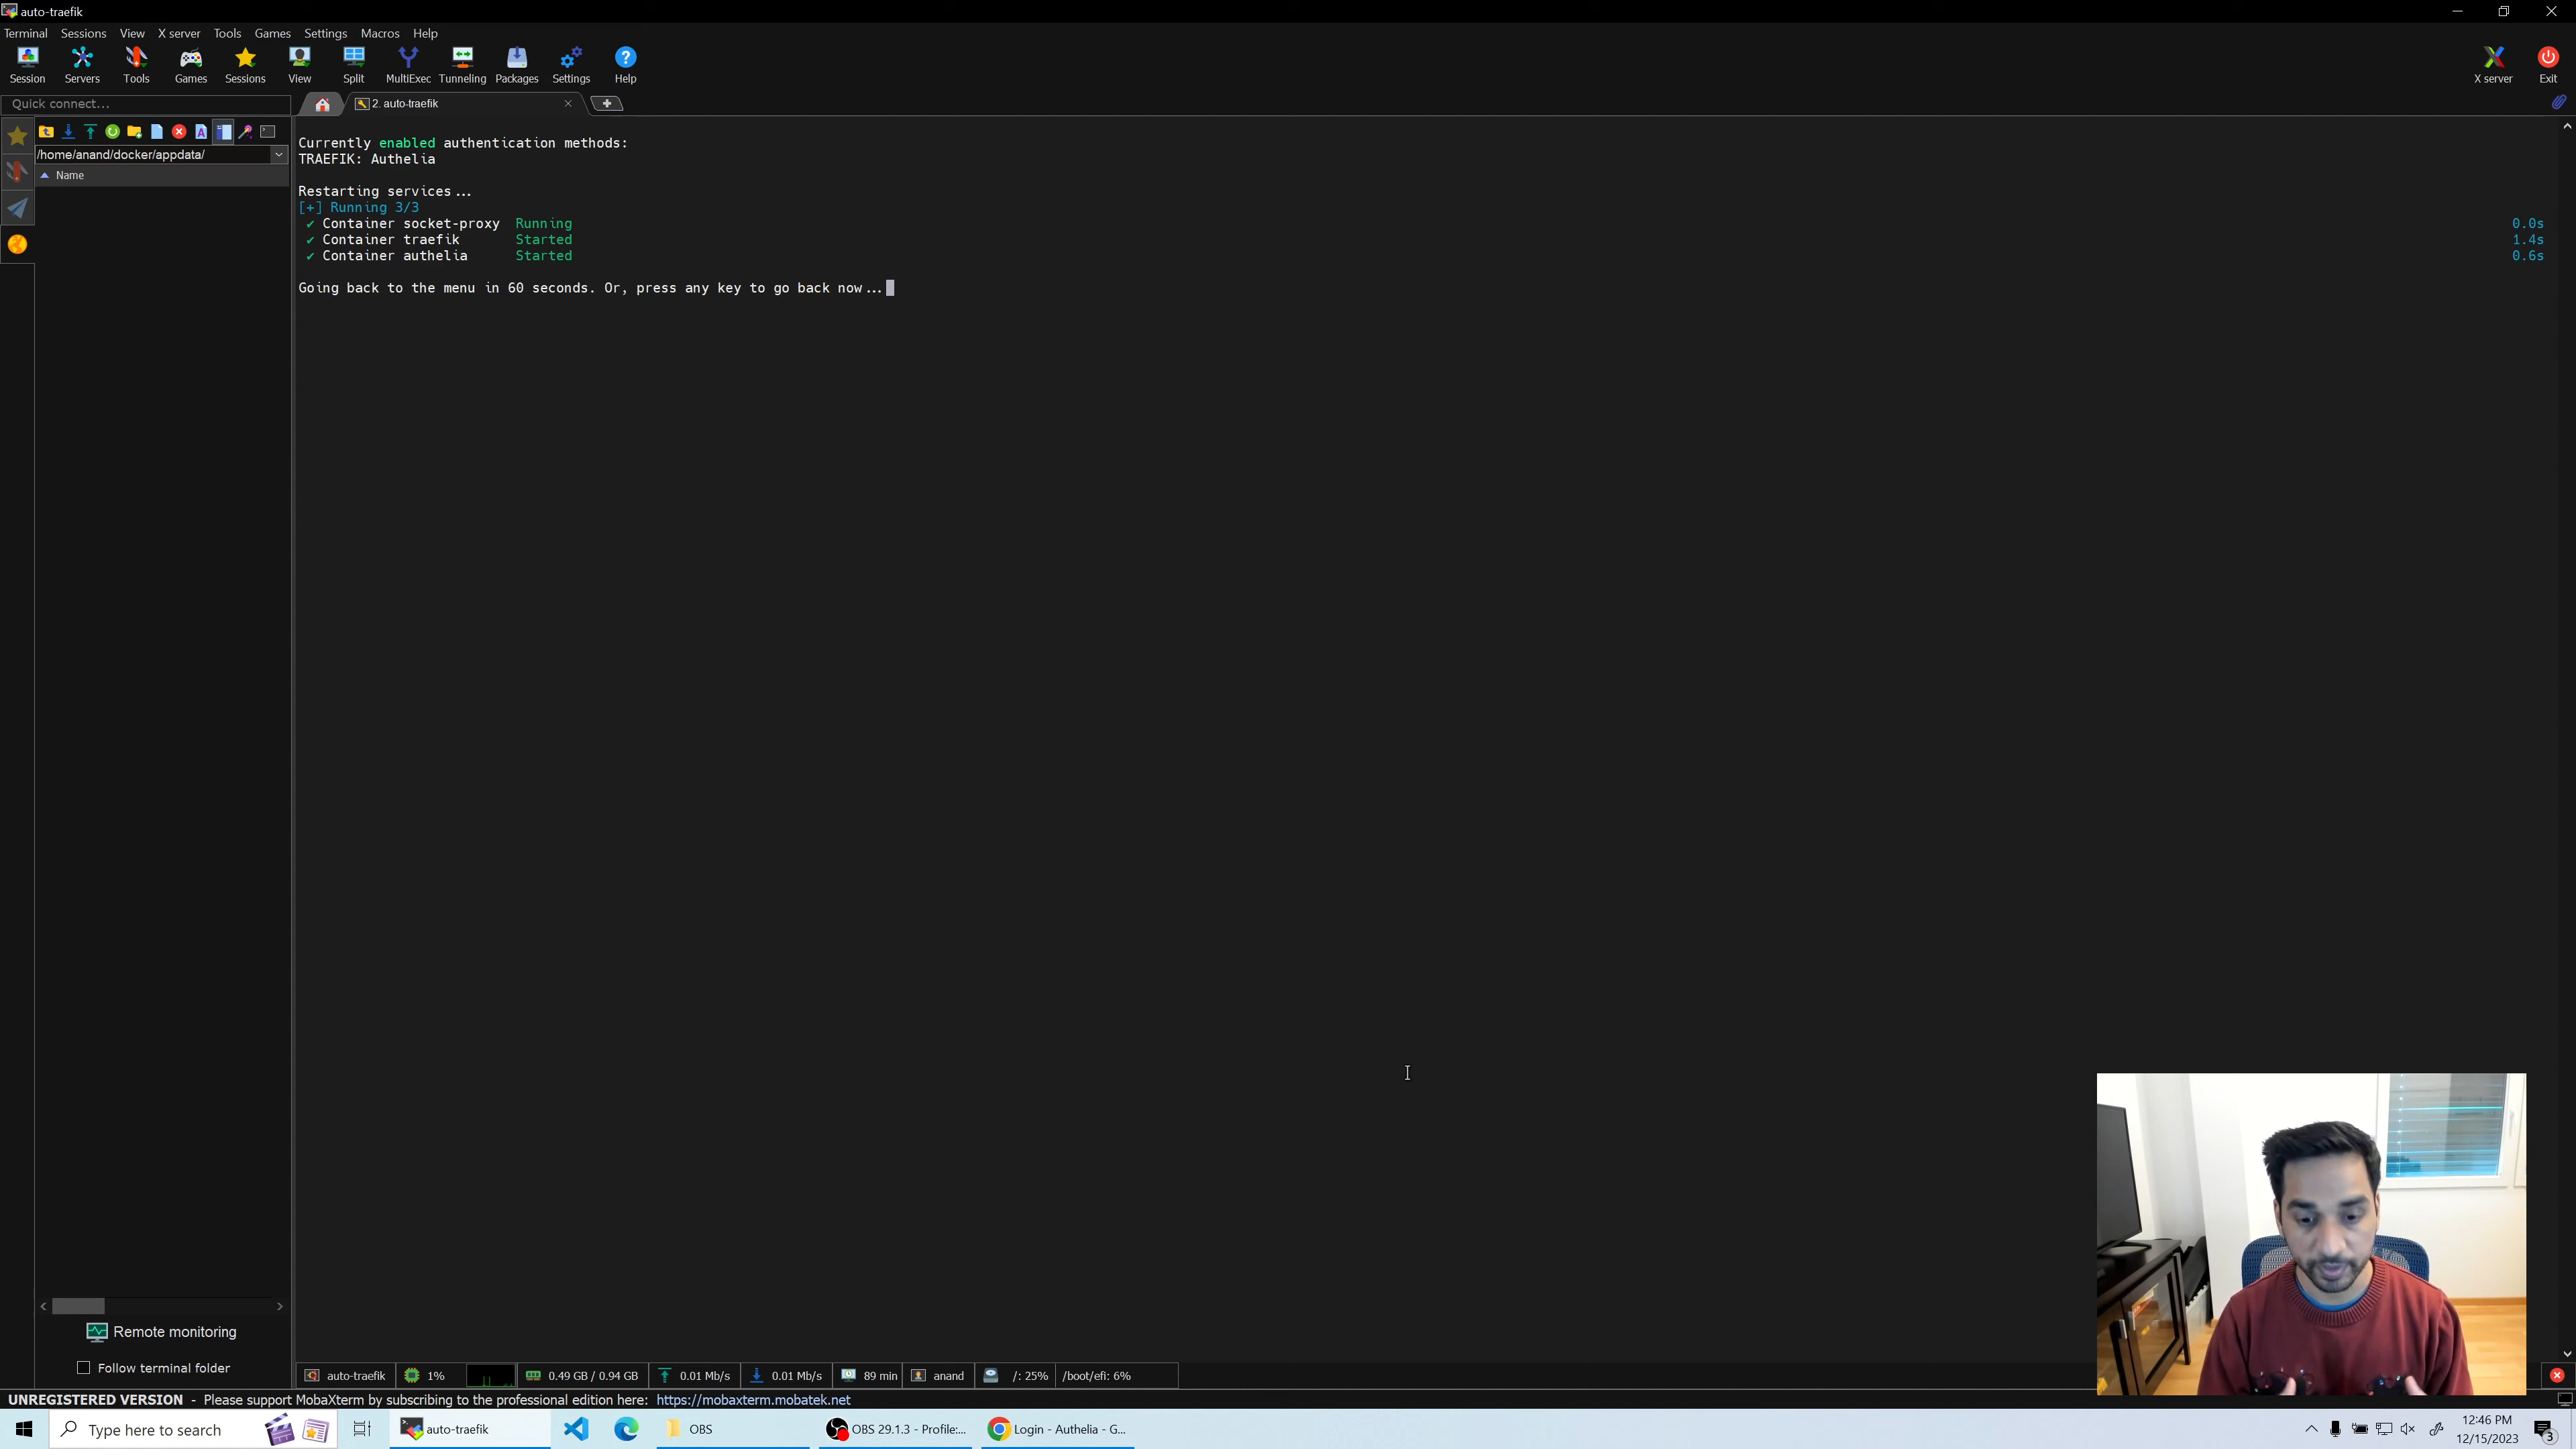 auto-traefik
Terminal Sessions View X server Tools Games Settings Macros Help
Session Servers Tools Games Sessions View Split MultiExec Tunneling Packages Settings Help X server Exit
Quick connect...
2. auto-traefik
/home/anand/docker/appdata/
Name
Currently enabled authentication methods:
TRAEFIK: Authelia
Restarting services...
[+] Running 3/3
✔ Container socket-proxy Running 0.0s
✔ Container traefik Started 1.4s
✔ Container authelia Started 0.6s
Going back to the menu in 60 seconds. Or, press any key to go back now...
Remote monitoring
Follow terminal folder
auto-traefik 1% 0.49 GB / 0.94 GB 0.01 Mb/s 0.01 Mb/s 89 min anand /: 25% /boot/efi: 6%
UNREGISTERED VERSION - Please support MobaXterm by subscribing to the professional edition here: https://mobaxterm.mobatek.net
Type here to search auto-traefik OBS OBS 29.1.3 - Profile:... Login - Authelia - G...
12:46 PM
12/15/2023
3